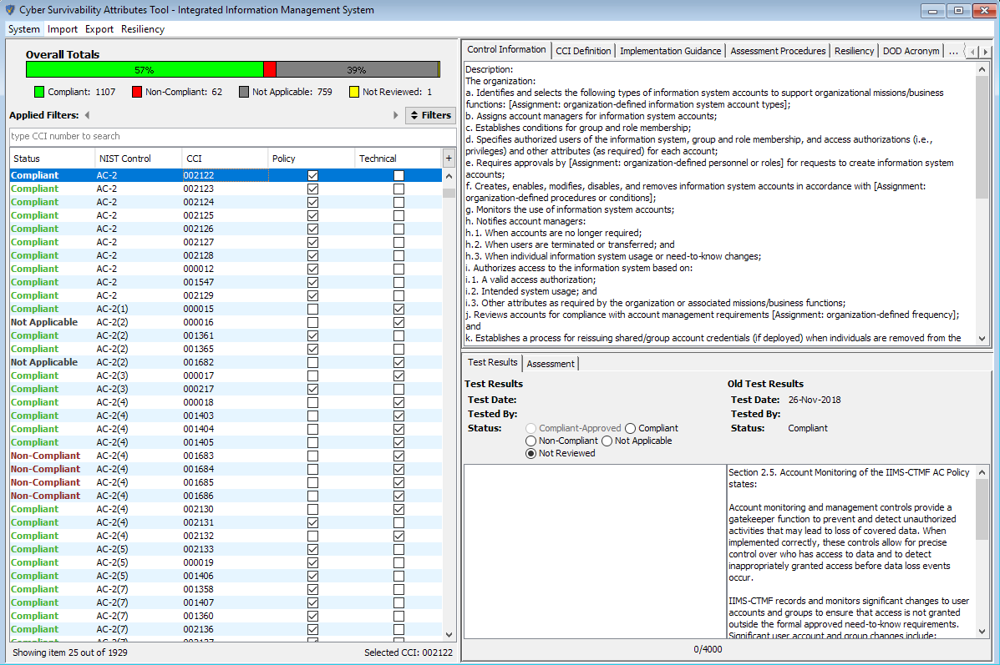 Cyber Survivability Attributes Tool - Integrated Information Management System
System Import Export Resiliency
Overall Totals
57% 39%
Compliant: 1107 Non-Compliant: 62 Not Applicable: 759 Not Reviewed: 1
Applied Filters: Filters
type CCI number to search
Status NIST Control CCI Policy Technical +
Compliant AC-2 002122
Compliant AC-2 002123
Compliant AC-2 002124
Compliant AC-2 002125
Compliant AC-2 002126
Compliant AC-2 002127
Compliant AC-2 002128
Compliant AC-2 000012
Compliant AC-2 001547
Compliant AC-2 002129
Compliant AC-2(1) 000015
Not Applicable AC-2(2) 000016
Compliant AC-2(2) 001361
Compliant AC-2(2) 001365
Not Applicable AC-2(2) 001682
Compliant AC-2(3) 000017
Compliant AC-2(3) 000217
Compliant AC-2(4) 000018
Compliant AC-2(4) 001403
Compliant AC-2(4) 001404
Compliant AC-2(4) 001405
Non-Compliant AC-2(4) 001683
Non-Compliant AC-2(4) 001684
Non-Compliant AC-2(4) 001685
Non-Compliant AC-2(4) 001686
Compliant AC-2(4) 002130
Compliant AC-2(4) 002131
Compliant AC-2(4) 002132
Compliant AC-2(5) 002133
Compliant AC-2(5) 000019
Compliant AC-2(5) 001406
Compliant AC-2(7) 001358
Compliant AC-2(7) 001407
Compliant AC-2(7) 001360
Compliant AC-2(7) 002136
Showing item 25 out of 1929 Selected CCI: 002122
Control Information CCI Definition Implementation Guidance Assessment Procedures Resiliency DOD Acronym ...
Description:
The organization:
a. Identifies and selects the following types of information system accounts to support organizational missions/business
functions: [Assignment: organization-defined information system account types];
b. Assigns account managers for information system accounts;
c. Establishes conditions for group and role membership;
d. Specifies authorized users of the information system, group and role membership, and access authorizations (i.e.,
privileges) and other attributes (as required) for each account;
e. Requires approvals by [Assignment: organization-defined personnel or roles] for requests to create information system
accounts;
f. Creates, enables, modifies, disables, and removes information system accounts in accordance with [Assignment:
organization-defined procedures or conditions];
g. Monitors the use of information system accounts;
h. Notifies account managers:
h.1. When accounts are no longer required;
h.2. When users are terminated or transferred; and
h.3. When individual information system usage or need-to-know changes;
i. Authorizes access to the information system based on:
i.1. A valid access authorization;
i.2. Intended system usage; and
i.3. Other attributes as required by the organization or associated missions/business functions;
j. Reviews accounts for compliance with account management requirements [Assignment: organization-defined frequency];
and
k. Establishes a process for reissuing shared/group account credentials (if deployed) when individuals are removed from the
Test Results Assessment
Test Results
Test Date:
Tested By:
Status: Compliant-Approved Compliant
Non-Compliant Not Applicable
Not Reviewed
Old Test Results
Test Date: 26-Nov-2018
Tested By:
Status: Compliant
Section 2.5. Account Monitoring of the IIMS-CTMF AC Policy
states:
Account monitoring and management controls provide a
gatekeeper function to prevent and detect unauthorized
activities that may lead to loss of covered data. When
implemented correctly, these controls allow for precise
control over who has access to data and to detect
inappropriately granted access before data loss events
occur.
IIMS-CTMF records and monitors significant changes to user
accounts and groups to ensure that access is not granted
outside the formal approved need-to-know requirements.
Significant user account and group changes include:
0/4000